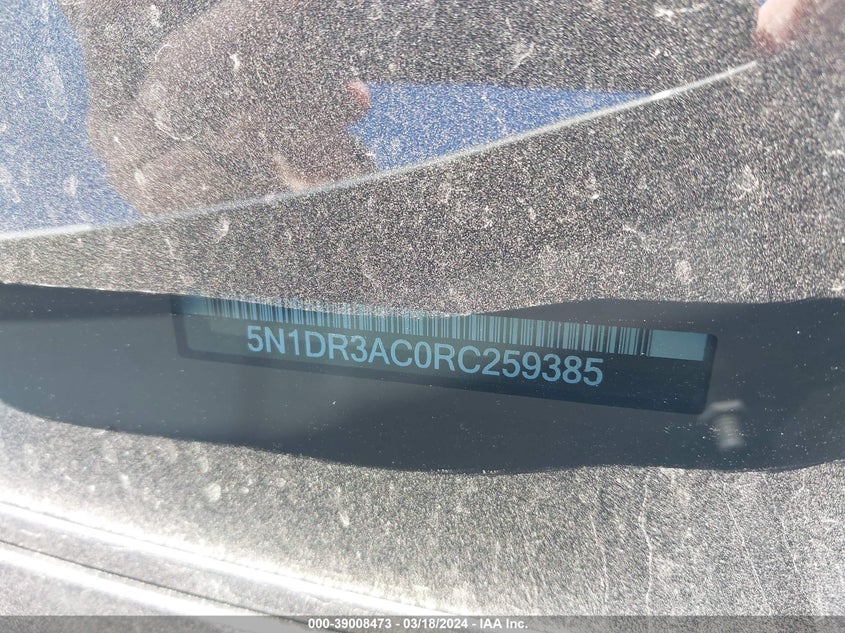 5N1DR3AC0RC259385
000-39008473 - 03/18/2024 - IAA Inc.